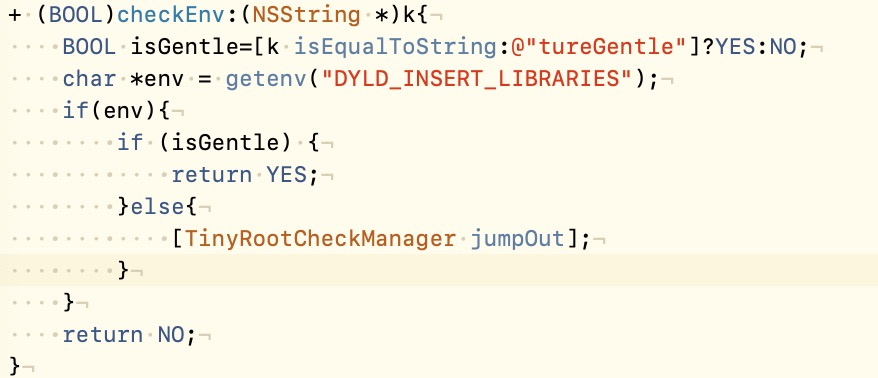 + (BOOL)checkEnv:(NSString *)k{
    BOOL isGentle=[k isEqualToString:@"tureGentle"]?YES:NO;
    char *env = getenv("DYLD_INSERT_LIBRARIES");
    if(env){
        if (isGentle) {
            return YES;
        }else{
            [TinyRootCheckManager jumpOut];
        }
    }
    return NO;
}